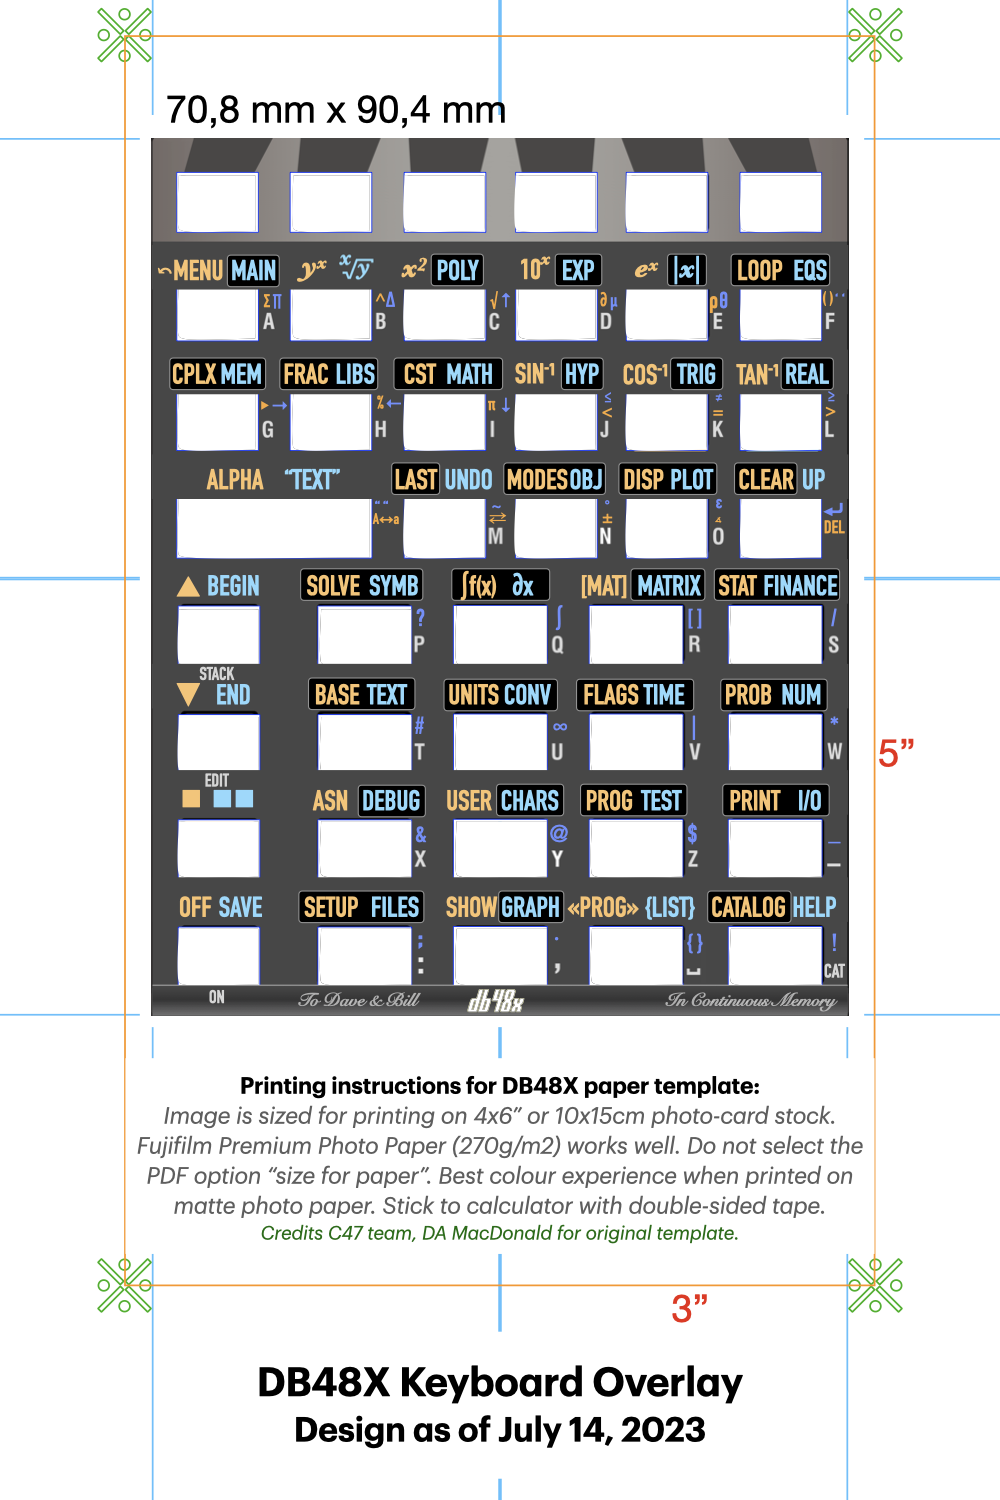 70,8 mm x 90,4 mm
MENU MAIN yˣ ˣ√y x² POLY 10ˣ EXP eˣ |x| LOOP EQS
Σ∏ ^Δ √↑ ∂μ ρθ ()··
A B C D E F
CPLX MEM FRAC LIBS CST MATH SIN⁻¹ HYP COS⁻¹ TRIG TAN⁻¹ REAL
▸→ %← π↓ ≤ < ≠ = ≥ >
G H I J K L
ALPHA “TEXT” LAST UNDO MODES OBJ DISP PLOT CLEAR UP
A↔a ~ ⇄ ° ± ε DEL
M N O
▲ BEGIN SOLVE SYMB ∫f(x) ∂x [MAT] MATRIX STAT FINANCE
? ∫ [] /
P Q R S
STACK
▼ END BASE TEXT UNITS CONV FLAGS TIME PROB NUM
# ∞ | *
T U V W
EDIT
ASN DEBUG USER CHARS PROG TEST PRINT I/O
& @ $ _
X Y Z –
OFF SAVE SETUP FILES SHOW GRAPH «PROG» {LIST} CATALOG HELP
; . {} !
: , ␣ CAT
ON To Dave & Bill db48x In Continuous Memory
5”
Printing instructions for DB48X paper template:
Image is sized for printing on 4x6” or 10x15cm photo-card stock.
Fujifilm Premium Photo Paper (270g/m2) works well. Do not select the
PDF option “size for paper”. Best colour experience when printed on
matte photo paper. Stick to calculator with double-sided tape.
Credits C47 team, DA MacDonald for original template.
3”
DB48X Keyboard Overlay
Design as of July 14, 2023